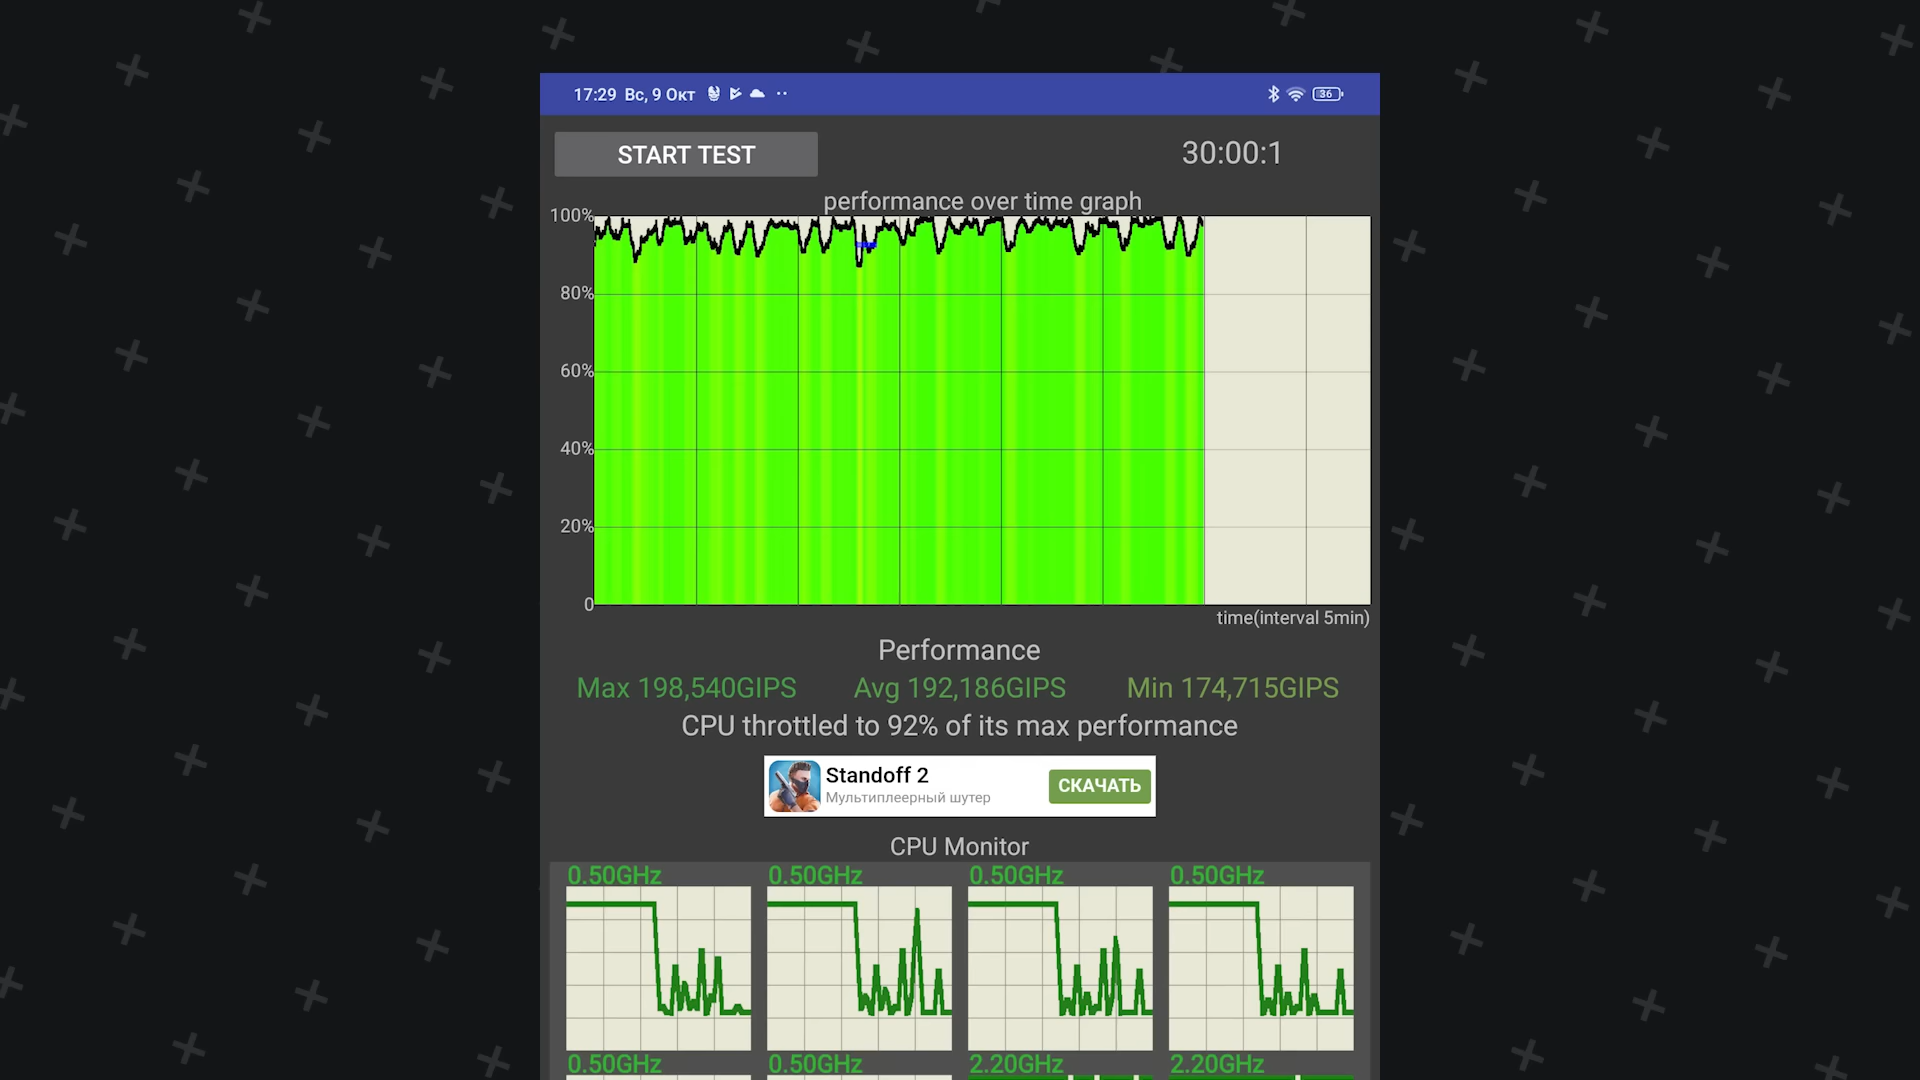 17:29 Вс, 9 Окт
36
START TEST
30:00:1
performance over time graph
100%
80%
60%
40%
20%
0
time(interval 5min)
Performance
Max 198,540GIPS Avg 192,186GIPS Min 174,715GIPS
CPU throttled to 92% of its max performance
Standoff 2
Мультиплеерный шутер
СКАЧАТЬ
CPU Monitor
0.50GHz 0.50GHz 0.50GHz 0.50GHz
0.50GHz 0.50GHz 2.20GHz 2.20GHz